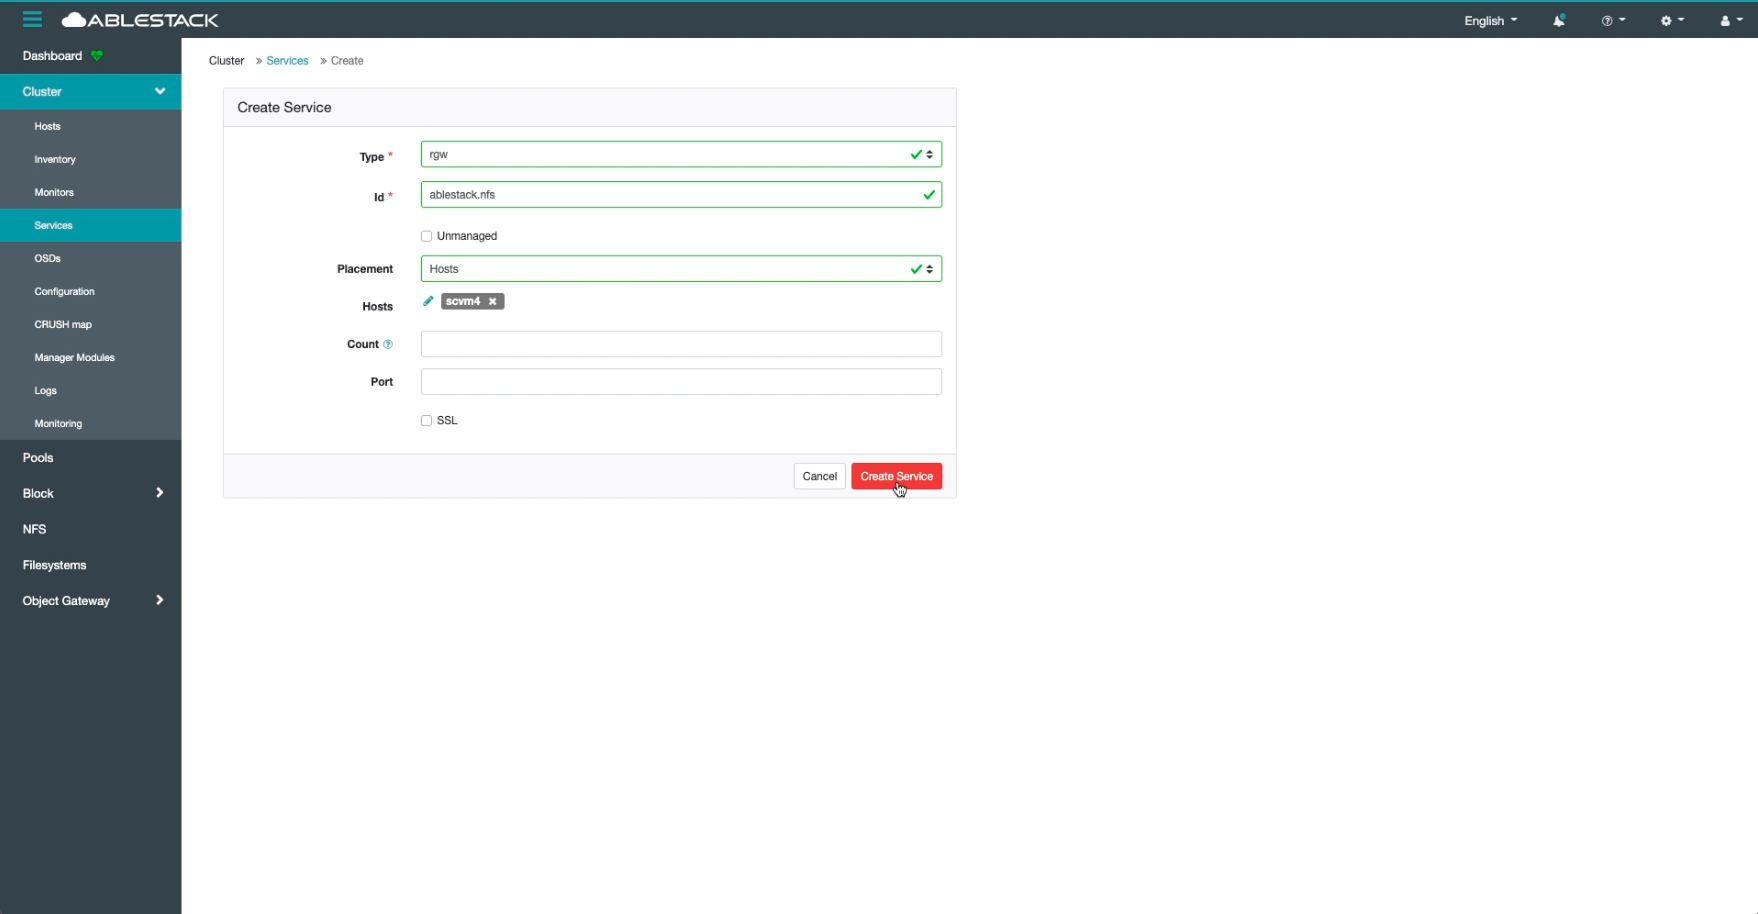 ABLESTACK
English
Dashboard
Cluster
Hosts
Inventory
Monitors
Services
OSDs
Configuration
CRUSH map
Manager Modules
Logs
Monitoring
Pools
Block
NFS
Filesystems
Object Gateway
Cluster » Services » Create
Create Service
Type * rgw
Id * ablestack.nfs
Unmanaged
Placement Hosts
Hosts scvm4 ×
Count ?
Port
SSL
Cancel Create Service